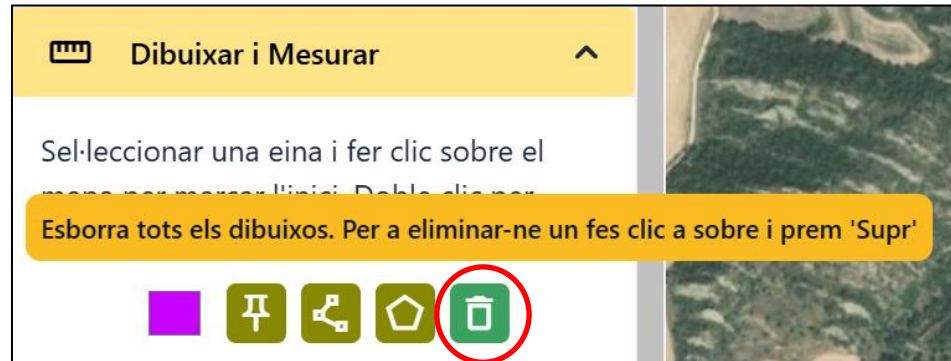 Dibuixar i Mesurar
Sel·leccionar una eina i fer clic sobre el
Esborra tots els dibuixos. Per a eliminar-ne un fes clic a sobre i prem 'Supr'